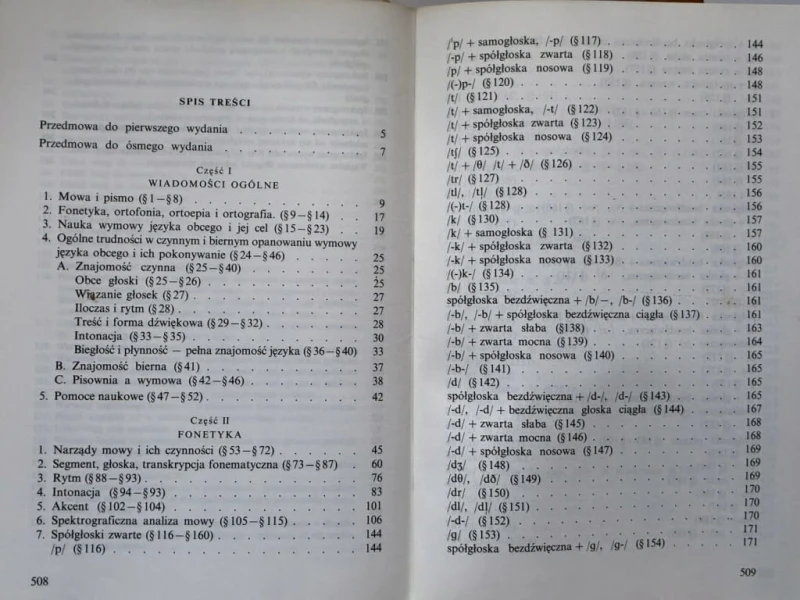 SPIS TREŚCI
Przedmowa do pierwszego wydania . . . . . . . . . 5
Przedmowa do ósmego wydania . . . . . . . . . . 7
Część I
WIADOMOŚCI OGÓLNE
1. Mowa i pismo (§1—§8) . . . . . . . . . . . . 9
2. Fonetyka, ortofonia, ortoepia i ortografia. (§9—§14) . . 17
3. Nauka wymowy języka obcego i jej cel (§15—§23) . . . 19
4. Ogólne trudności w czynnym i biernym opanowaniu wymowy
języka obcego i ich pokonywanie (§24—§46) . . . . . 25
A. Znajomość czynna (§25—§40) . . . . . . . . . 25
Obce głoski (§25—§26) . . . . . . . . . . . 25
Wiązanie głosek (§27) . . . . . . . . . . . . 27
Iloczas i rytm (§28) . . . . . . . . . . . . . 27
Treść i forma dźwiękowa (§29—§32) . . . . . . . 28
Intonacja (§33—§35) . . . . . . . . . . . . 30
Biegłość i płynność — pełna znajomość języka (§36—§40) 33
B. Znajomość bierna (§41) . . . . . . . . . . . 37
C. Pisownia a wymowa (§42—§46) . . . . . . . . . 38
5. Pomoce naukowe (§47—§52) . . . . . . . . . . . 42
Część II
FONETYKA
1. Narządy mowy i ich czynności (§53—§72) . . . . . . 45
2. Segment, głoska, transkrypcja fonematyczna (§73—§87) . 60
3. Rytm (§88—§93) . . . . . . . . . . . . . . . 76
4. Intonacja (§94—§93) . . . . . . . . . . . . . 83
5. Akcent (§102—§104) . . . . . . . . . . . . . 101
6. Spektrograficzna analiza mowy (§105—§115) . . . . . 106
7. Spółgłoski zwarte (§116—§160) . . . . . . . . . . 144
/p/ (§116) . . . . . . . . . . . . . . . . . 144
508
/ˈp/ + samogłoska, /-p/ (§117) . . . . . . . . . 144
/-p/ + spółgłoska zwarta (§118) . . . . . . . . . 146
/p/ + spółgłoska nosowa (§119) . . . . . . . . . 148
/(-)p-/ (§120) . . . . . . . . . . . . . . . 148
/t/ (§121) . . . . . . . . . . . . . . . . . 151
/t/ + samogłoska, /-t/ (§122) . . . . . . . . . . 151
/t/ + spółgłoska zwarta (§123) . . . . . . . . . 152
/t/ + spółgłoska nosowa (§124) . . . . . . . . . 153
/tʃ/ (§125) . . . . . . . . . . . . . . . . . 154
/t/ + /θ/ /t/ + /ð/ (§126) . . . . . . . . . . . 155
/tr/ (§127) . . . . . . . . . . . . . . . . . 155
/tl/, /tl̩/ (§128) . . . . . . . . . . . . . . 156
/(-)t-/ (§128) . . . . . . . . . . . . . . . 156
/k/ (§130) . . . . . . . . . . . . . . . . . 157
/k/ + samogłoska (§ 131) . . . . . . . . . . . . 157
/-k/ + spółgłoska zwarta (§132) . . . . . . . . . 160
/-k/ + spółgłoska nosowa (§133) . . . . . . . . . 160
/(-)k-/ (§134) . . . . . . . . . . . . . . . 161
/b/ (§135) . . . . . . . . . . . . . . . . . 161
spółgłoska bezdźwięczna + /b/—, /b-/ (§136) . . . . . 161
/-b/, /-b/ + spółgłoska bezdźwięczna ciągła (§137) . . . 161
/-b/ + zwarta słaba (§138) . . . . . . . . . . . 163
/-b/ + zwarta mocna (§139) . . . . . . . . . . . 164
/-b/ + spółgłoska nosowa (§140) . . . . . . . . . 165
/-b-/ (§141) . . . . . . . . . . . . . . . . 165
/d/ (§142) . . . . . . . . . . . . . . . . . 165
spółgłoska bezdźwięczna + /d-/, /d-/ (§143) . . . . . 165
/-d/, /-d/ + bezdźwięczna głoska ciągła (§144) . . . . 167
/-d/ + zwarta słaba (§145) . . . . . . . . . . . 168
/-d/ + zwarta mocna (§146) . . . . . . . . . . . 168
/-d/ + spółgłoska nosowa (§147) . . . . . . . . . 169
/dʒ/ (§148) . . . . . . . . . . . . . . . . . 169
/dθ/, /dð/ (§149) . . . . . . . . . . . . . . 169
/dr/ (§150) . . . . . . . . . . . . . . . . . 170
/dl/, /dl̩/ (§151) . . . . . . . . . . . . . . 170
/-d-/ (§152) . . . . . . . . . . . . . . . . 170
/g/ (§153) . . . . . . . . . . . . . . . . . 171
spółgłoska bezdźwięczna + /g/, /g-/ (§154) . . . . . 171
509